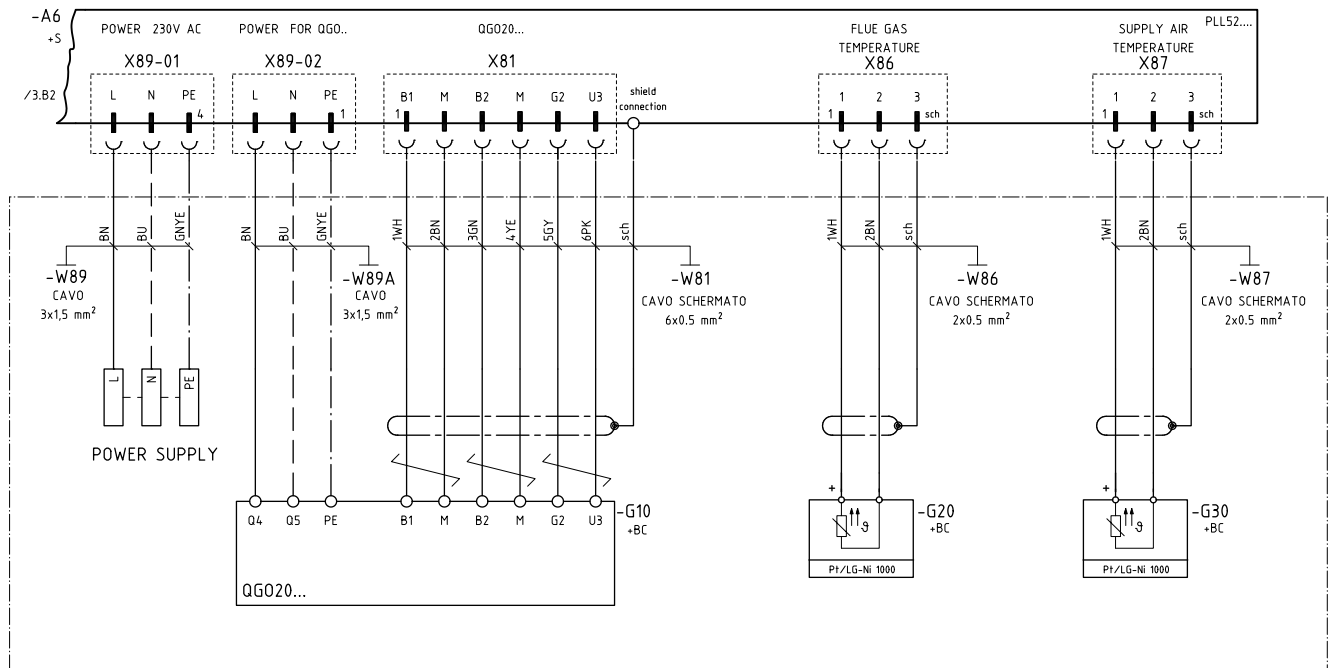 -A6
+S
/3.B2
POWER 230V AC
X89-01
L N PE
4
POWER FOR QGO..
X89-02
L N PE
1
QGO20...
X81
1
B1 M B2 M G2 U3
shield
connection
FLUE GAS
TEMPERATURE
X86
1 2 3
1
sch
SUPPLY AIR
TEMPERATURE
X87
1 2 3
1
sch
PLL52....
BN BU GNYE
-W89
CAVO
3x1,5 mm²
BN BU GNYE
-W89A
CAVO
3x1,5 mm²
1WH 2BN 3GN 4YE 5GY 6PK sch
-W81
CAVO SCHERMATO
6x0.5 mm²
1WH 2BN sch
-W86
CAVO SCHERMATO
2x0.5 mm²
1WH 2BN sch
-W87
CAVO SCHERMATO
2x0.5 mm²
L N PE
POWER SUPPLY
Q4 Q5 PE B1 M B2 M G2 U3
-G10
+BC
QGO20...
+
ϑ
-G20
+BC
Pt/LG-Ni 1000
+
ϑ
-G30
+BC
Pt/LG-Ni 1000